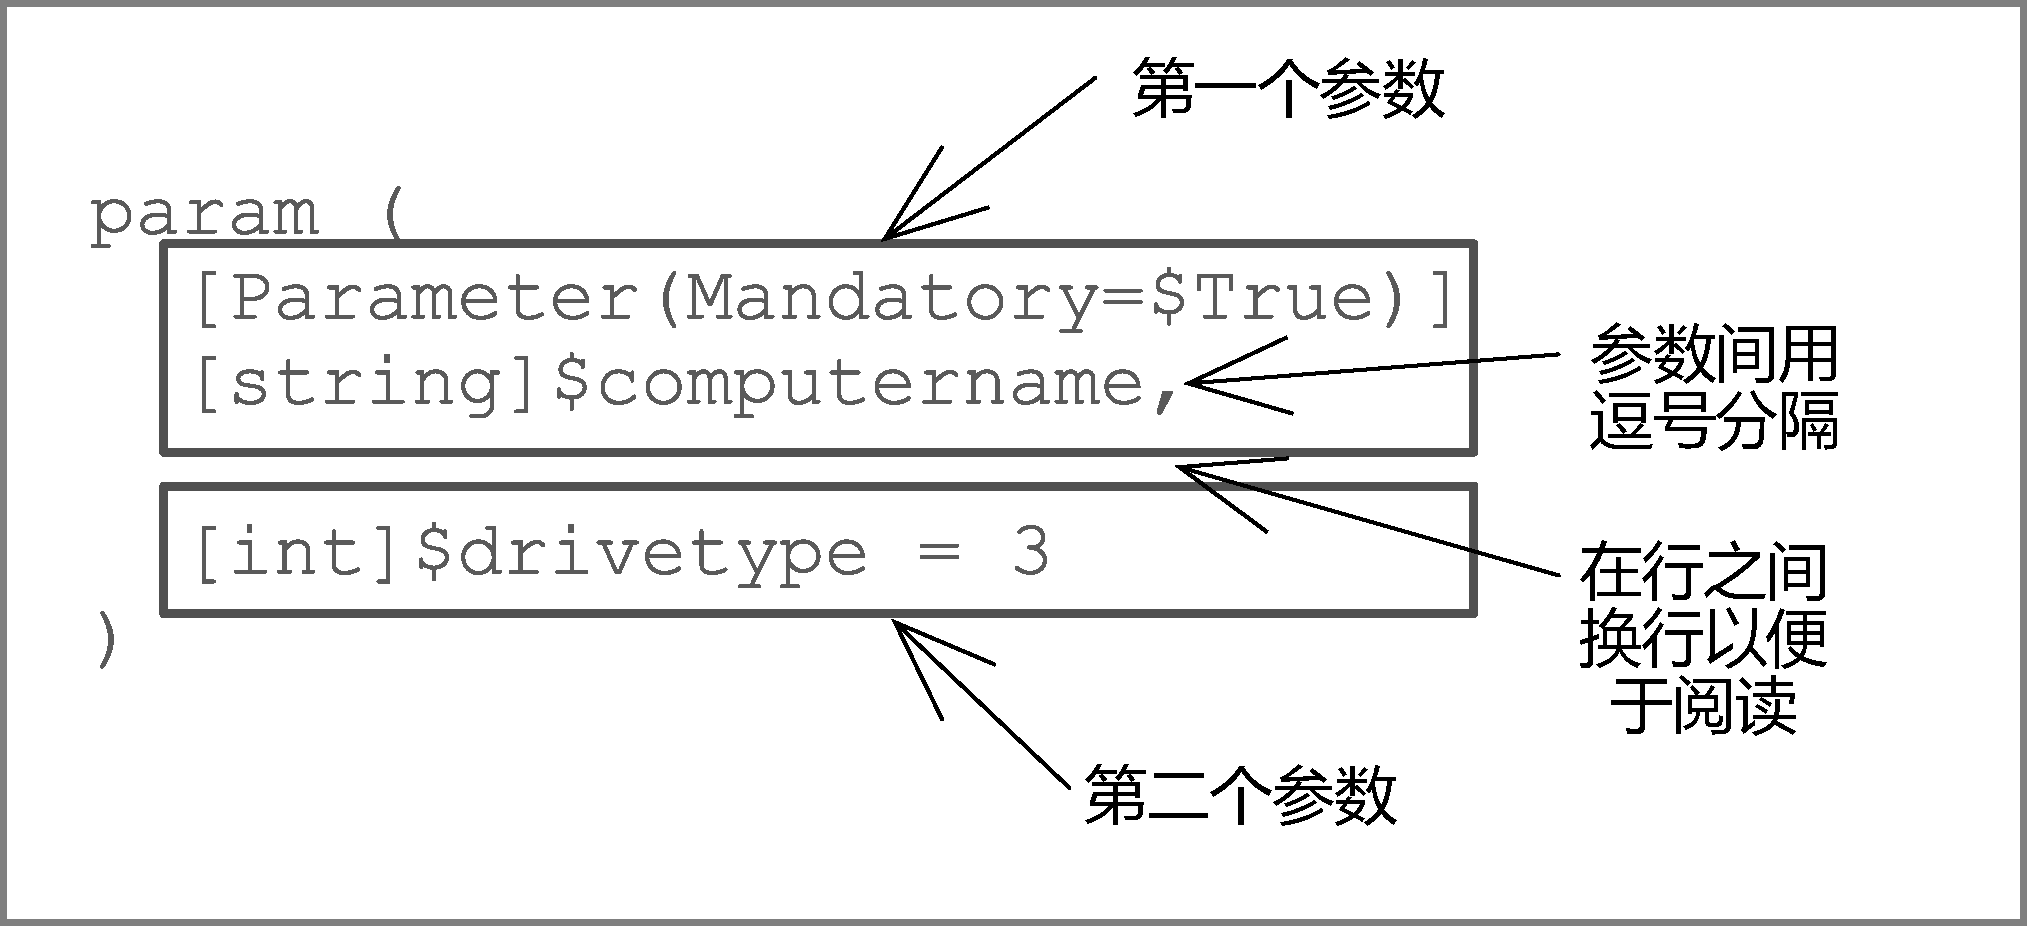 第一个参数
param (
[Parameter(Mandatory=$True)]
[string]$computername,
参数间用
逗号分隔
[int]$drivetype = 3
)
在行之间
换行以便
于阅读
第二个参数